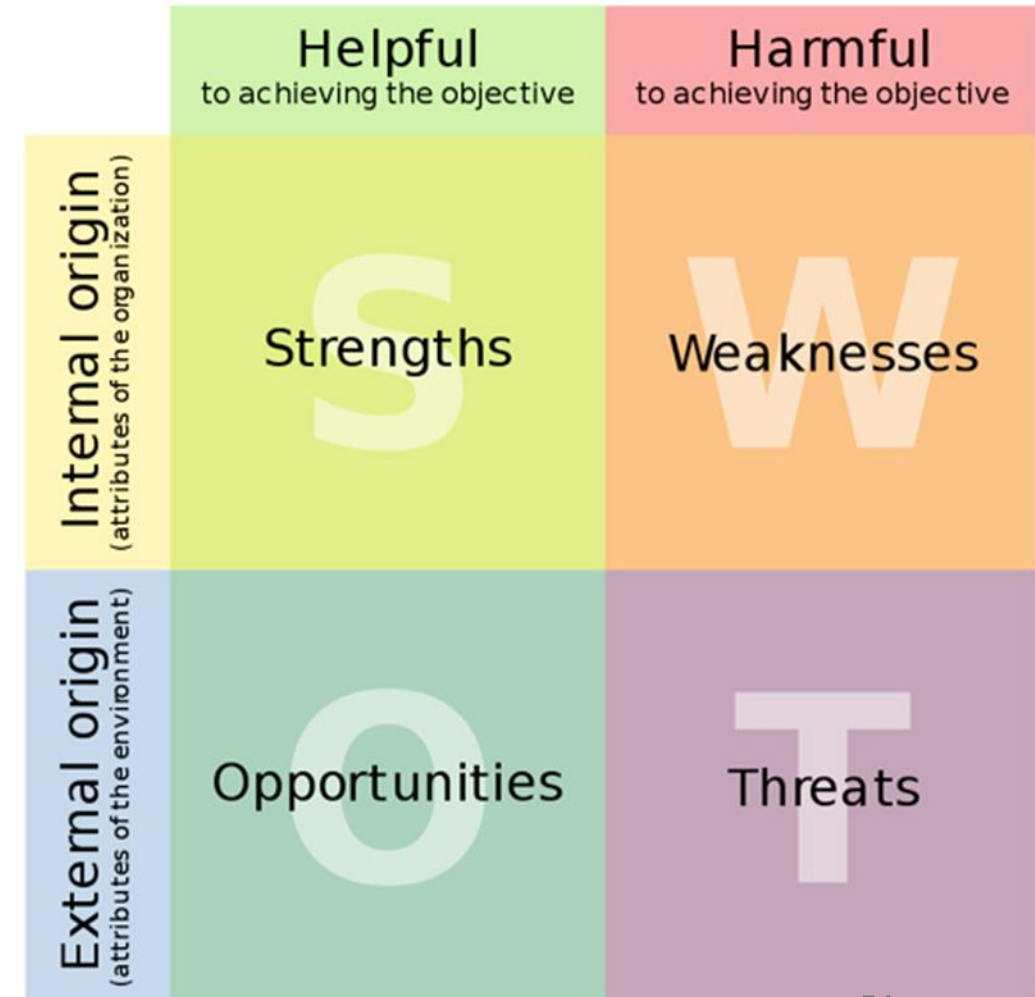 Helpful
to achieving the objective
Harmful
to achieving the objective
Internal origin
(attributes of the organization)
S
Strengths
W
Weaknesses
External origin
(attributes of the environment)
O
Opportunities
T
Threats